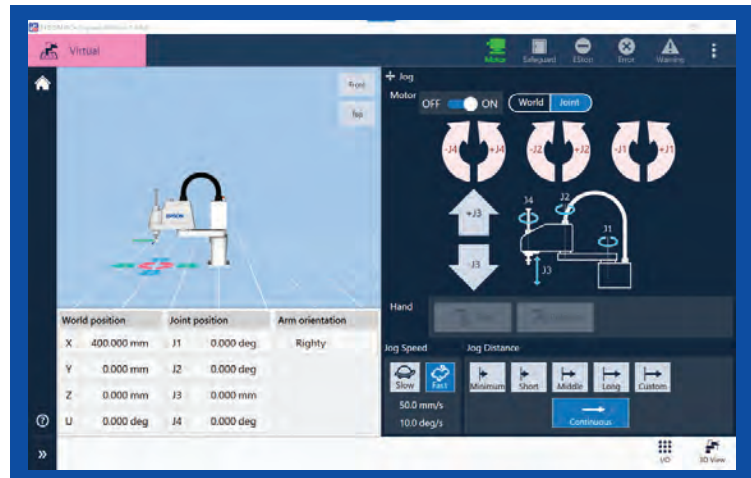 Virtual
Motor
Safeguard
EStop
Error
Warning
Front
Top
Jog
Motor
OFF
ON
World
Joint
-J4
+J4
-J2
+J2
-J1
+J1
+J3
-J3
J4
J2
J1
J3
EPSON
Hand
World position
Joint position
Arm orientation
X 400.000 mm
J1 0.000 deg
Righty
Y 0.000 mm
J2 0.000 deg
Z 0.000 mm
J3 0.000 mm
U 0.000 deg
J4 0.000 deg
Jog Speed
Jog Distance
Slow
Fast
Minimum
Short
Middle
Long
Custom
50.0 mm/s
10.0 deg/s
Continuous
I/O
3D View